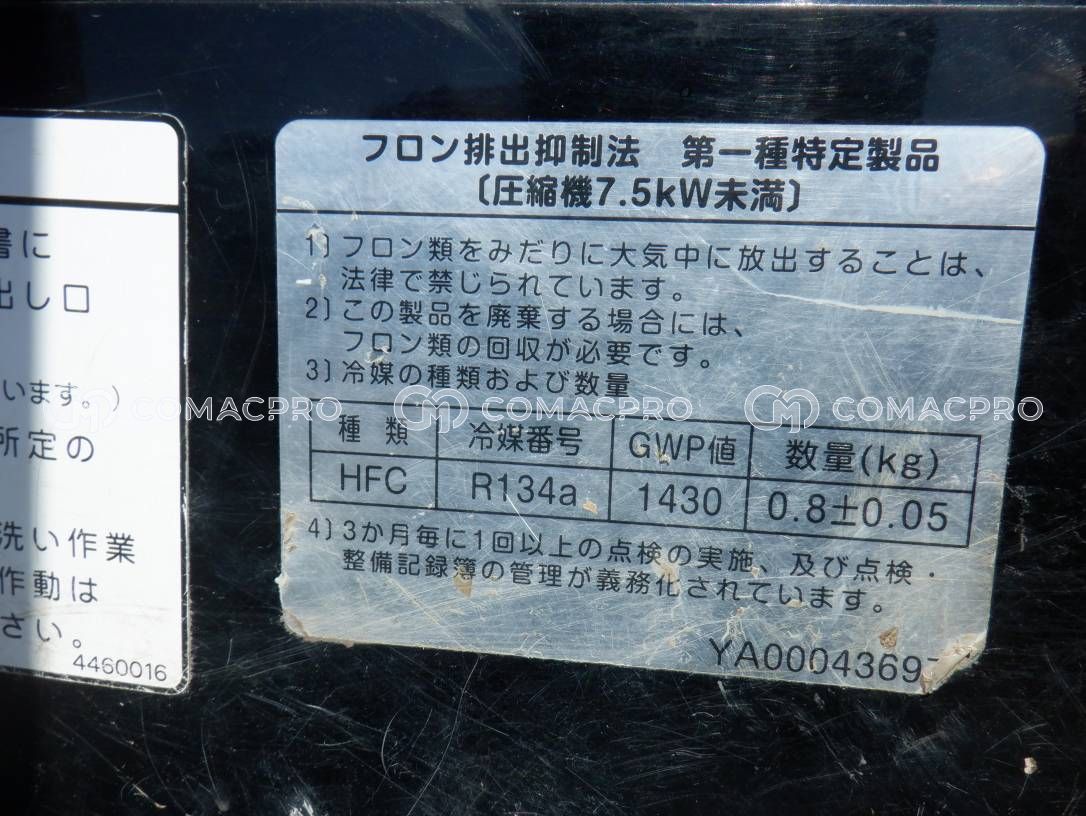 書に
出し口
います。)
所定の
洗い作業
作動は
さい。
4460016
フロン排出抑制法 第一種特定製品
〔圧縮機7.5kW未満〕
1) フロン類をみだりに大気中に放出することは、
法律で禁じられています。
2) この製品を廃棄する場合には、
フロン類の回収が必要です。
3) 冷媒の種類および数量
種類 冷媒番号 GWP値 数量(kg)
HFC R134a 1430 0.8±0.05
4) 3か月毎に1回以上の点検の実施、及び点検・
整備記録簿の管理が義務化されています。
YA00043697
COMACPRO COMACPRO COMACPRO